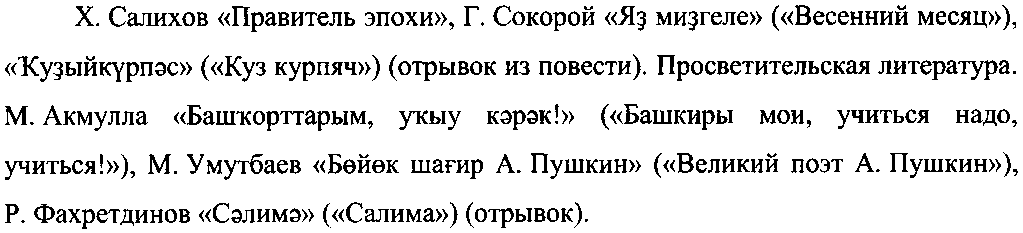 Х. Салихов «Правитель эпохи», Г. Сокорой «Яҙ миҙгеле» («Весенний месяц»),
«Ҡуҙыйкүрпәс» («Куз курпяч») (отрывок из повести). Просветительская литература.
М. Акмулла «Башҡорттарым, уҡыу кәрәк!» («Башкиры мои, учиться надо,
учиться!»), М. Умутбаев «Бөйөк шағир А. Пушкин» («Великий поэт А. Пушкин»),
Р. Фахретдинов «Сәлимә» («Салима») (отрывок).